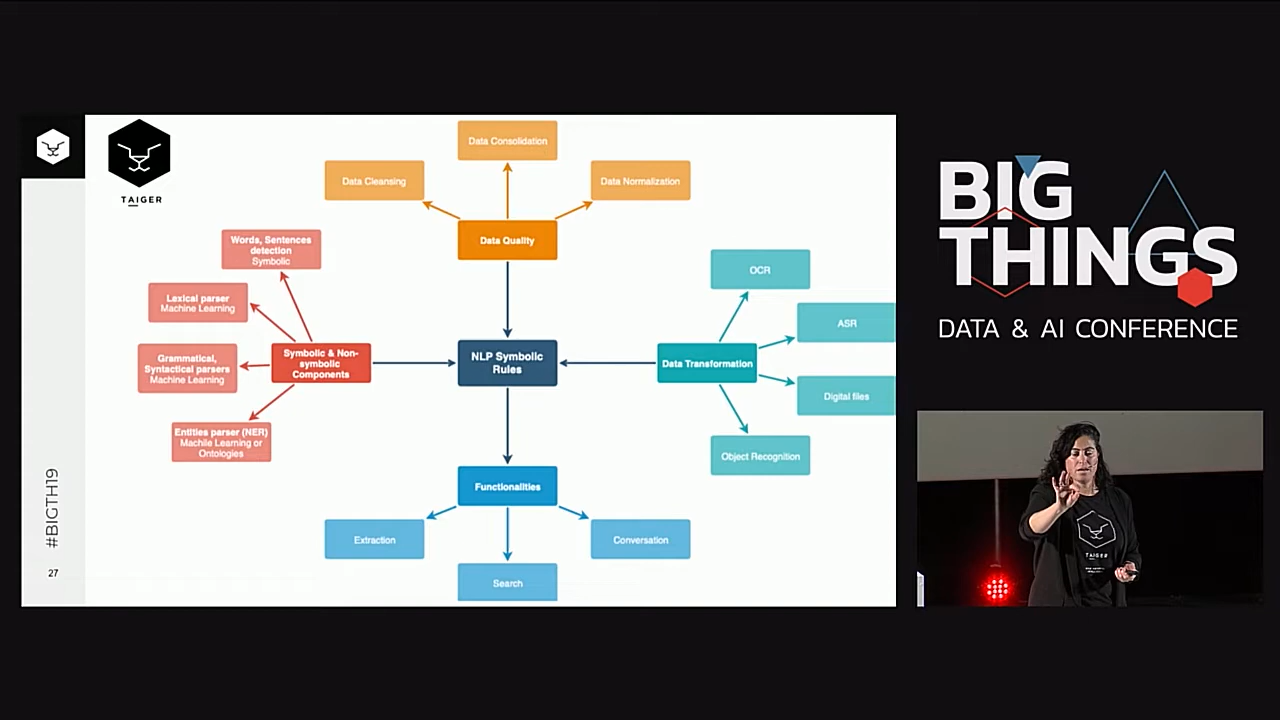 TAIGER
Data Consolidation
Data Cleansing
Data Normalization
Data Quality
Words, Sentences
detection
Symbolic
Laxical parser
Machine Learning
Grammatical,
Syntactical parsers
Machine Learning
Entities parser (NER)
Machile Learning or
Ontologies
Symbolic & Non-
symbolic
Components
NLP Symbolic
Rules
Data Transformation
OCR
ASR
Digital files
Object Recognition
Functionalities
Extraction
Search
Conversation
#BIGTH19
27
BIG
THINGS
DATA & AI CONFERENCE
TAIGER